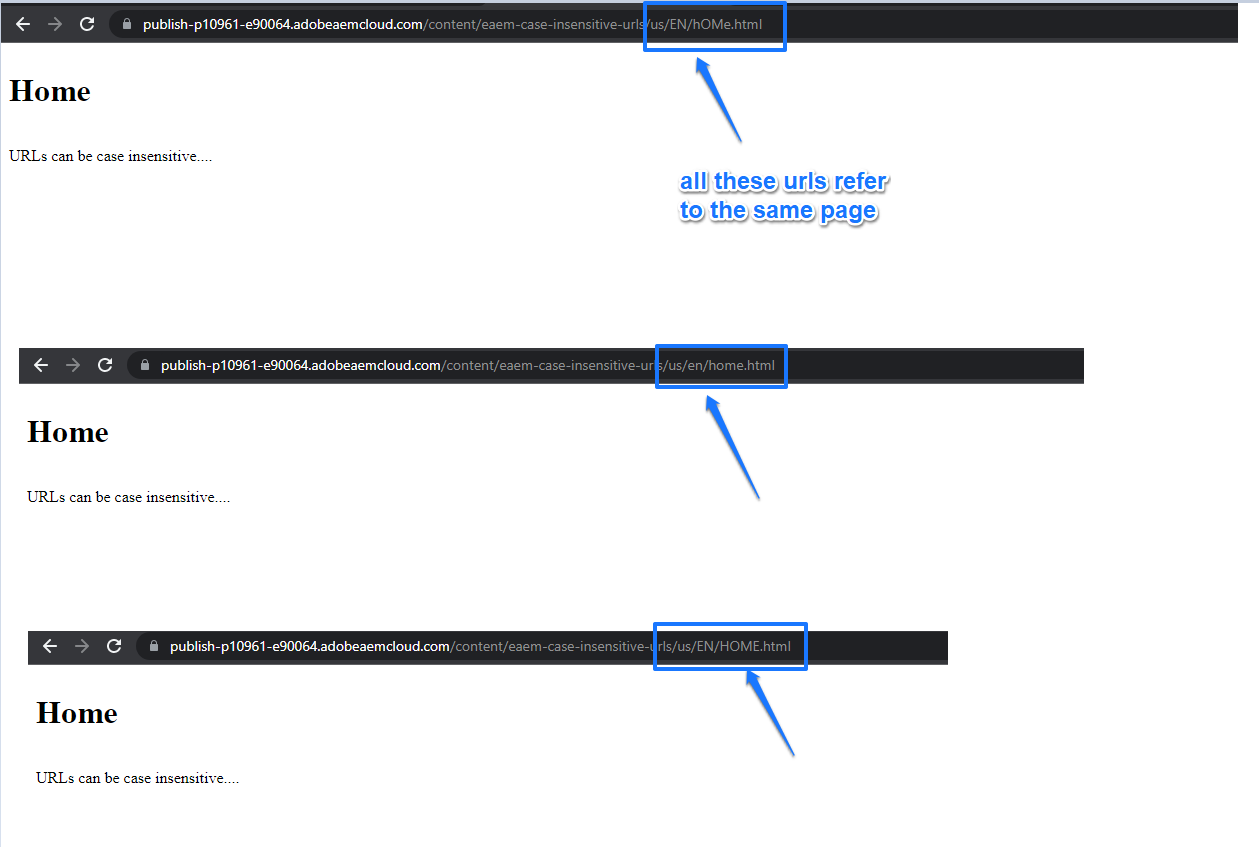 publish-p10961-e90064.adobeaemcloud.com/content/eaem-case-insensitive-urls/us/EN/hOMe.html
Home
URLs can be case insensitive....
all these urls refer
to the same page
publish-p10961-e90064.adobeaemcloud.com/content/eaem-case-insensitive-urls/us/en/home.html
Home
URLs can be case insensitive....
publish-p10961-e90064.adobeaemcloud.com/content/eaem-case-insensitive-urls/us/EN/HOME.html
Home
URLs can be case insensitive....